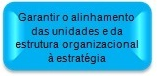 Garantir o alinhamento
das unidades e da
estrutura organizacional
à estratégia